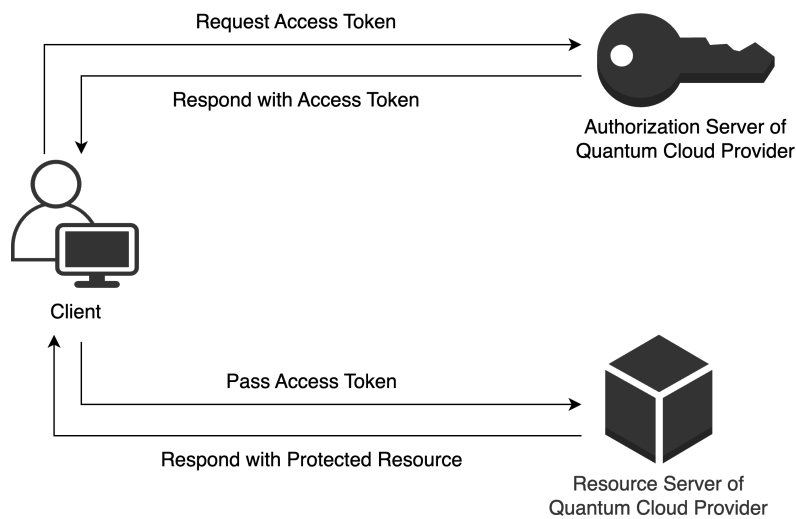 Request Access Token
Respond with Access Token
Authorization Server of
Quantum Cloud Provider
Client
Pass Access Token
Respond with Protected Resource
Resource Server of
Quantum Cloud Provider